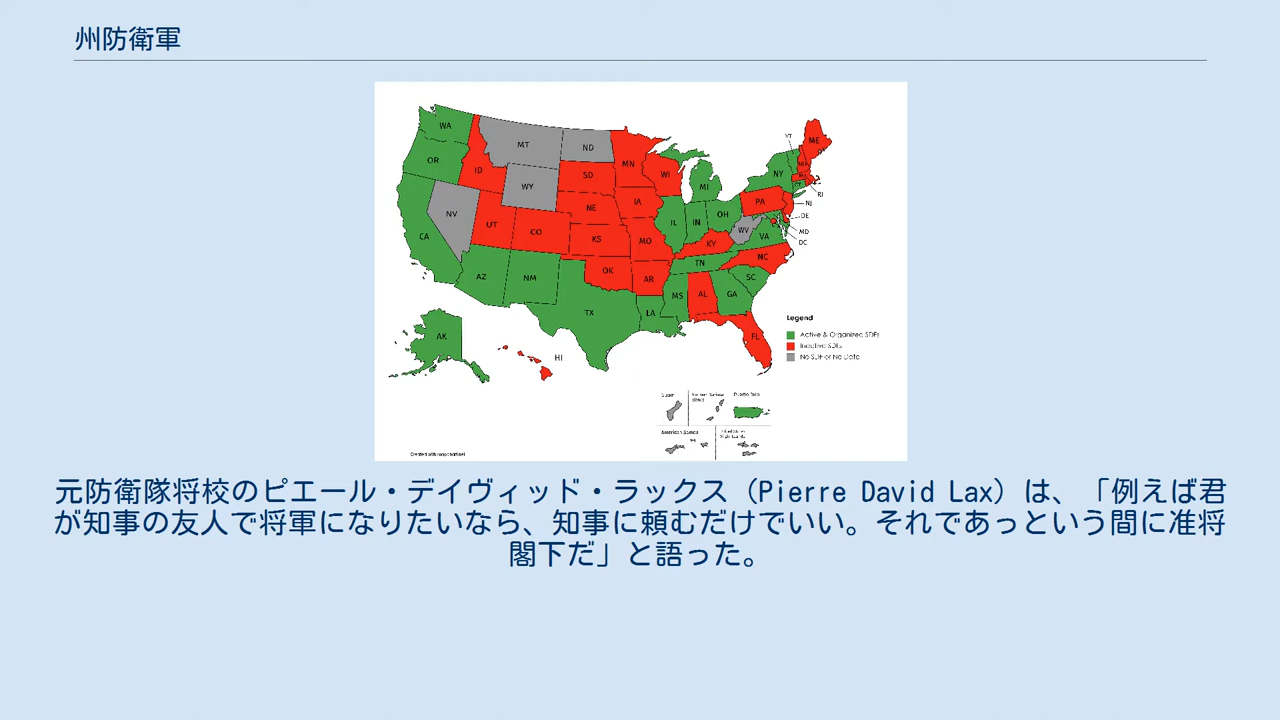 州防衛軍
WA
OR
CA
ID
NV
MT
WY
UT
AZ
CO
NM
ND
SD
NE
KS
OK
TX
MN
IA
MO
AR
LA
WI
IL
MS
MI
IN
KY
TN
AL
OH
GA
FL
SC
NC
VA
WV
PA
NY
ME
RI
NJ
DE
MD
DC
AK
HI
Legend
Active & Organized SDFs
Inactive SDFs
No SDF or No Data
Puerto Rico
American Samoa
元防衛隊将校のピエール・デイヴィッド・ラックス（Pierre David Lax）は、「例えば君
が知事の友人で将軍になりたいなら、知事に頼むだけでいい。それであっという間に准将
閣下だ」と語った。